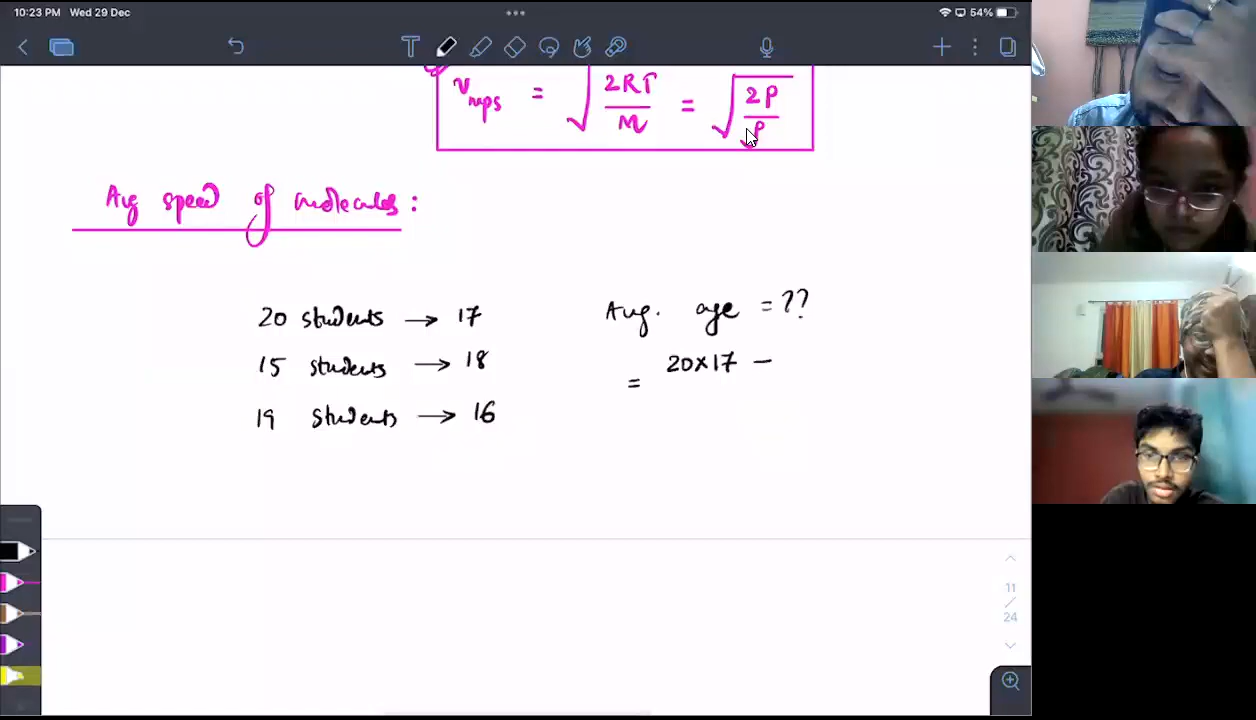 10:23 PM Wed 29 Dec
54%
T
v_mps = √(2RT/M) = √(2P/ρ)
Avg speed of molecules:
20 students → 17
15 students → 18
19 students → 16
Avg. age = ??
= 20×17 –
11
/
24